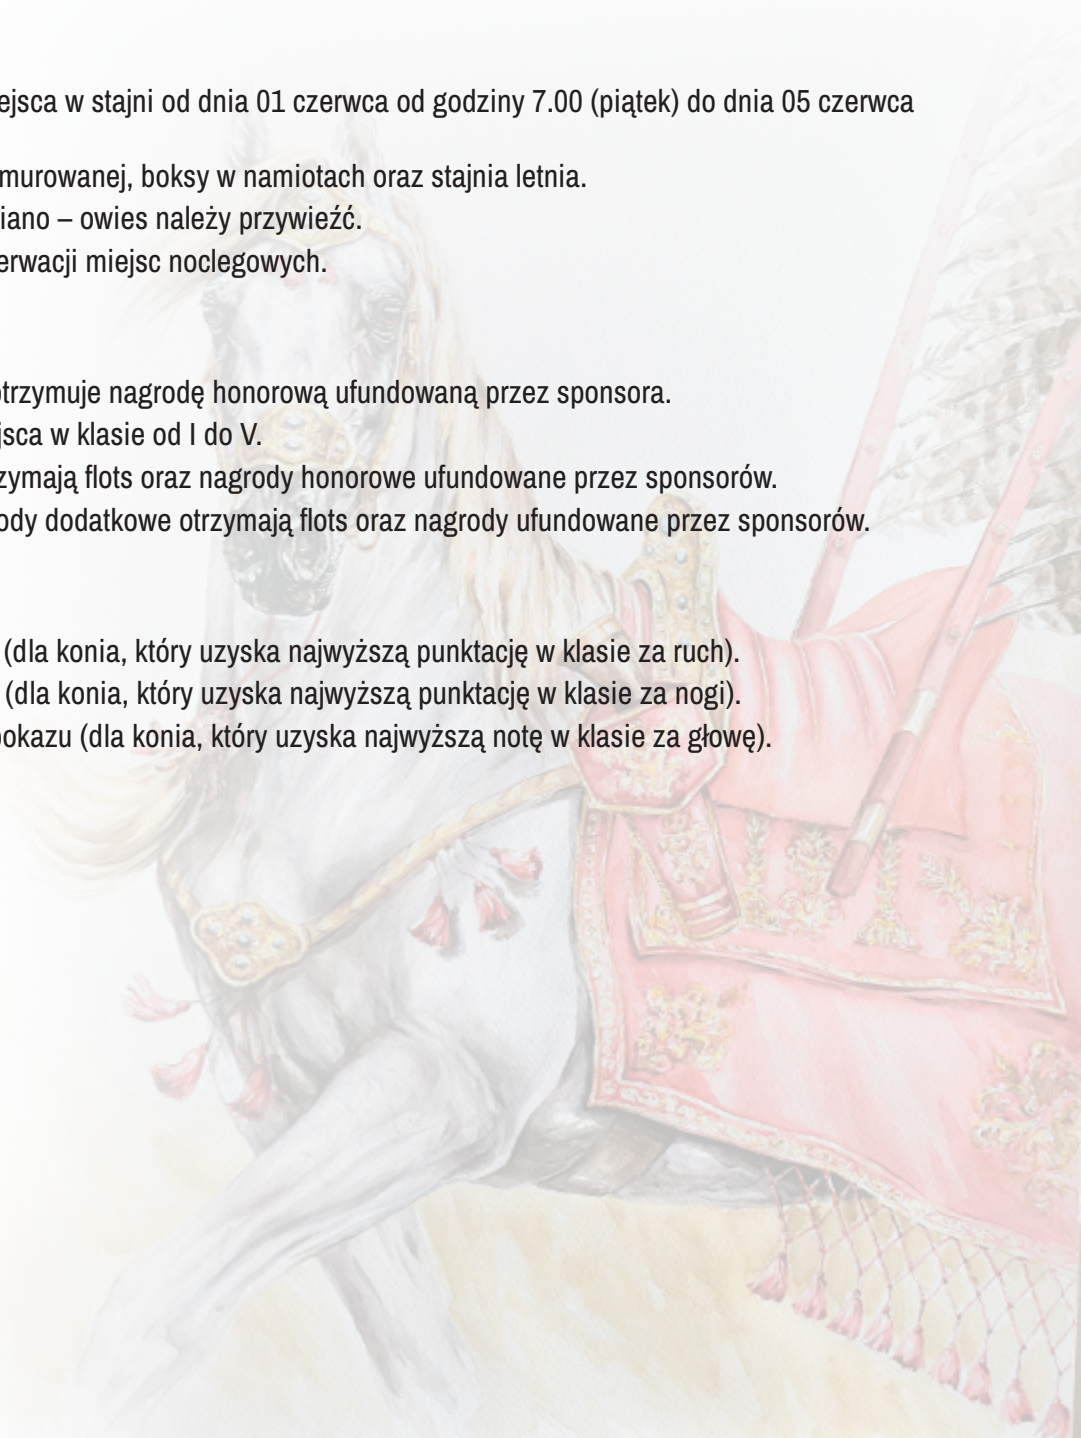 ejsca w stajni od dnia 01 czerwca od godziny 7.00 (piątek) do dnia 05 czerwca
murowanej, boksy w namiotach oraz stajnia letnia.
iano – owies należy przywieźć.
erwacji miejsc noclegowych.
otrzymuje nagrodę honorową ufundowaną przez sponsora.
jsca w klasie od I do V.
zymają flots oraz nagrody honorowe ufundowane przez sponsorów.
ody dodatkowe otrzymają flots oraz nagrody ufundowane przez sponsorów.
(dla konia, który uzyska najwyższą punktację w klasie za ruch).
(dla konia, który uzyska najwyższą punktację w klasie za nogi).
pokazu (dla konia, który uzyska najwyższą notę w klasie za głowę).